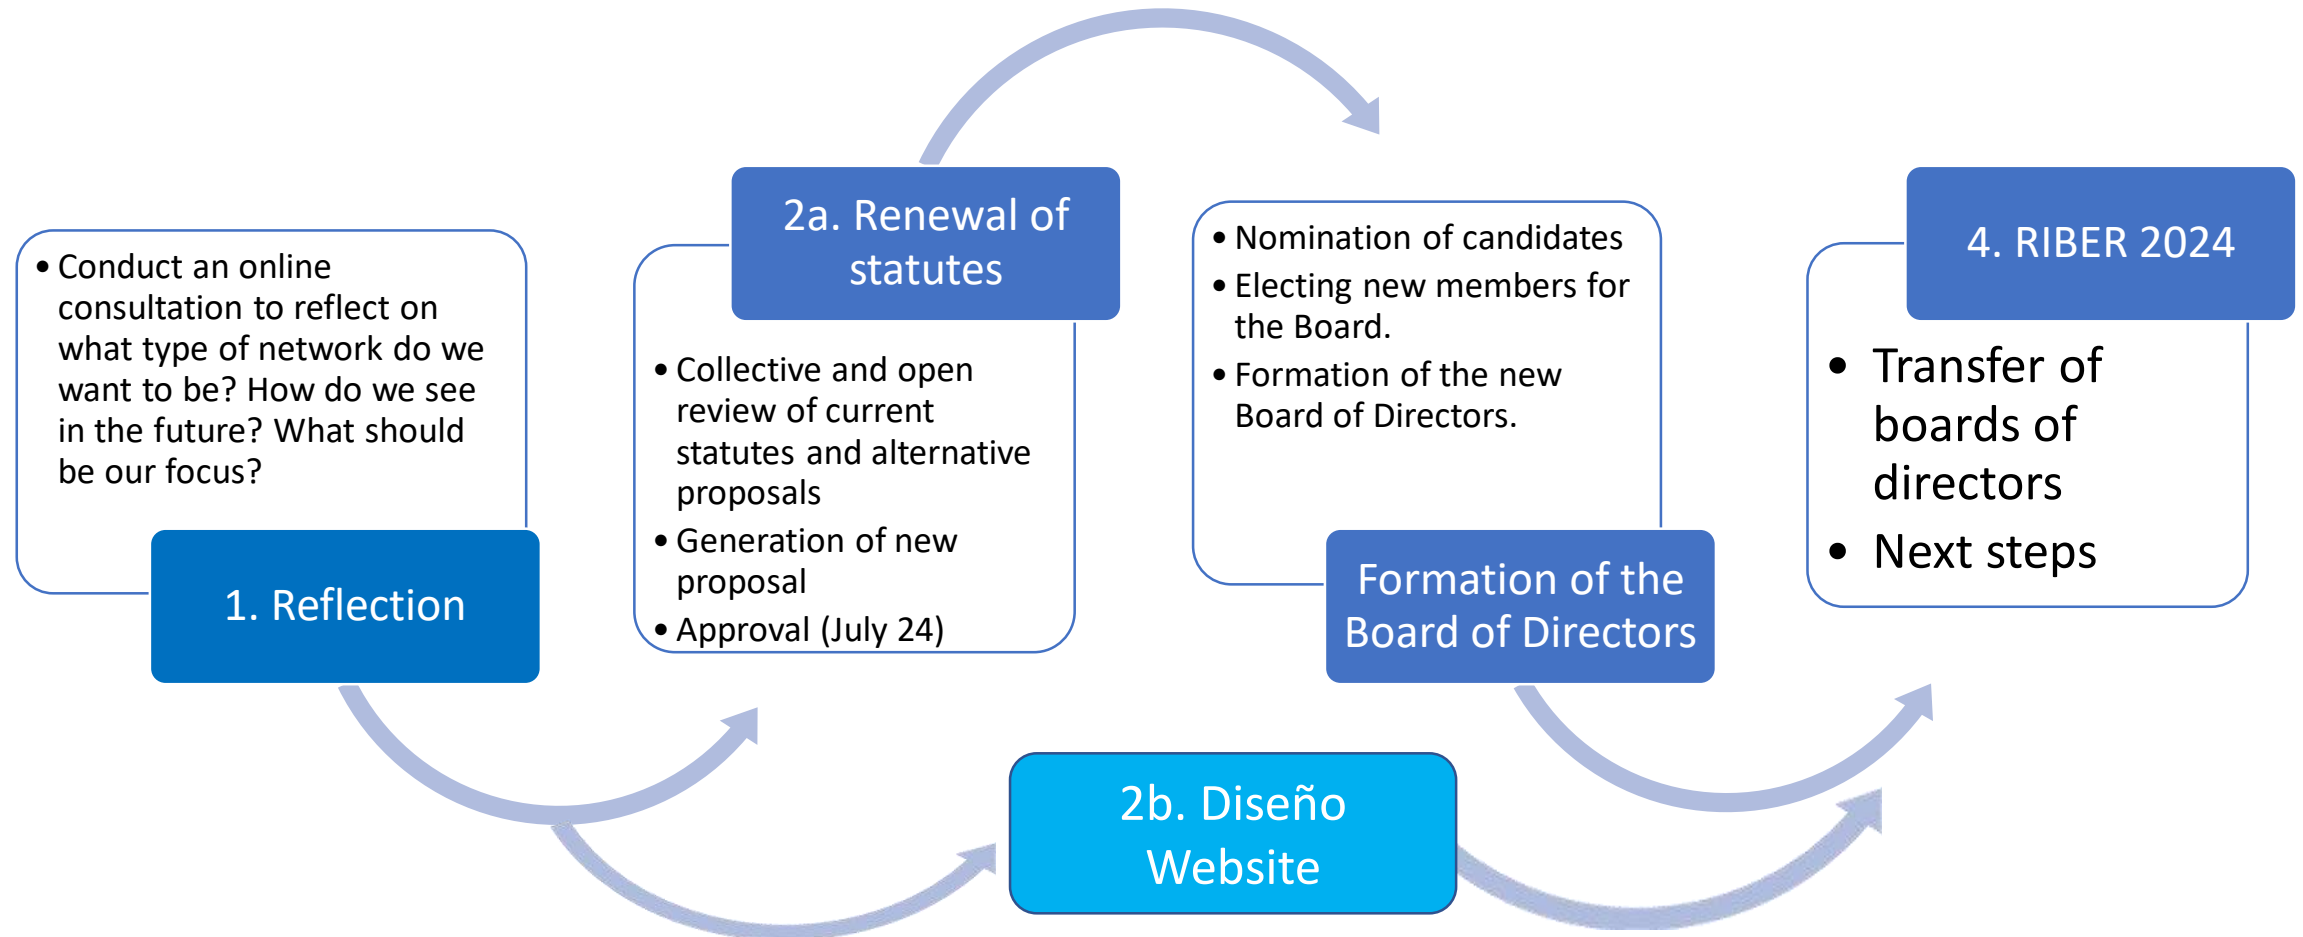 • Conduct an online
consultation to reflect on
what type of network do we
want to be? How do we see
in the future? What should
be our focus?
1. Reflection
2a. Renewal of
statutes
• Collective and open
review of current
statutes and alternative
proposals
• Generation of new
proposal
• Approval (July 24)
• Nomination of candidates
• Electing new members for
the Board.
• Formation of the new
Board of Directors.
Formation of the
Board of Directors
4. RIBER 2024
• Transfer of
boards of
directors
• Next steps
2b. Diseño
Website